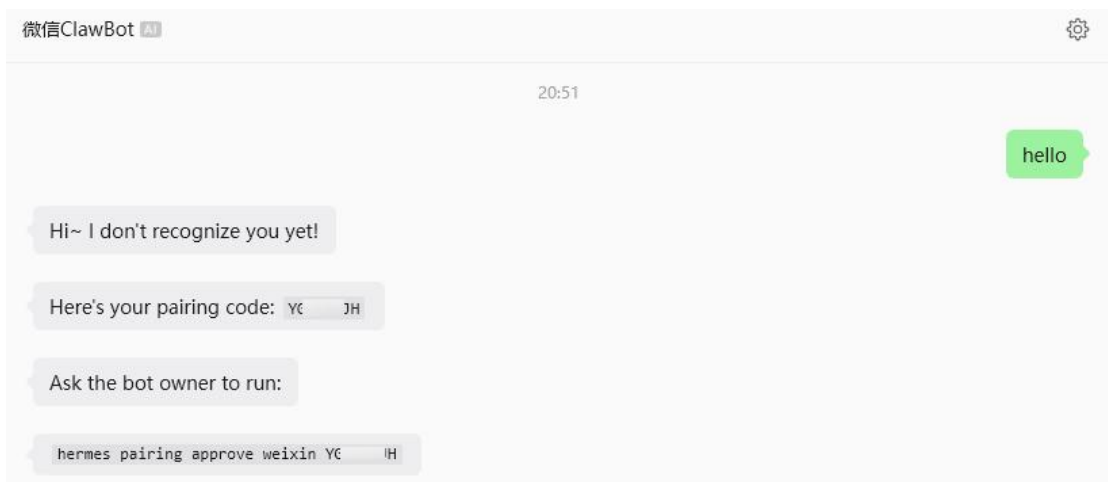 微信ClawBot AI
20:51
hello
Hi~ I don't recognize you yet!
Here's your pairing code:
Ask the bot owner to run:
hermes pairing approve weixin